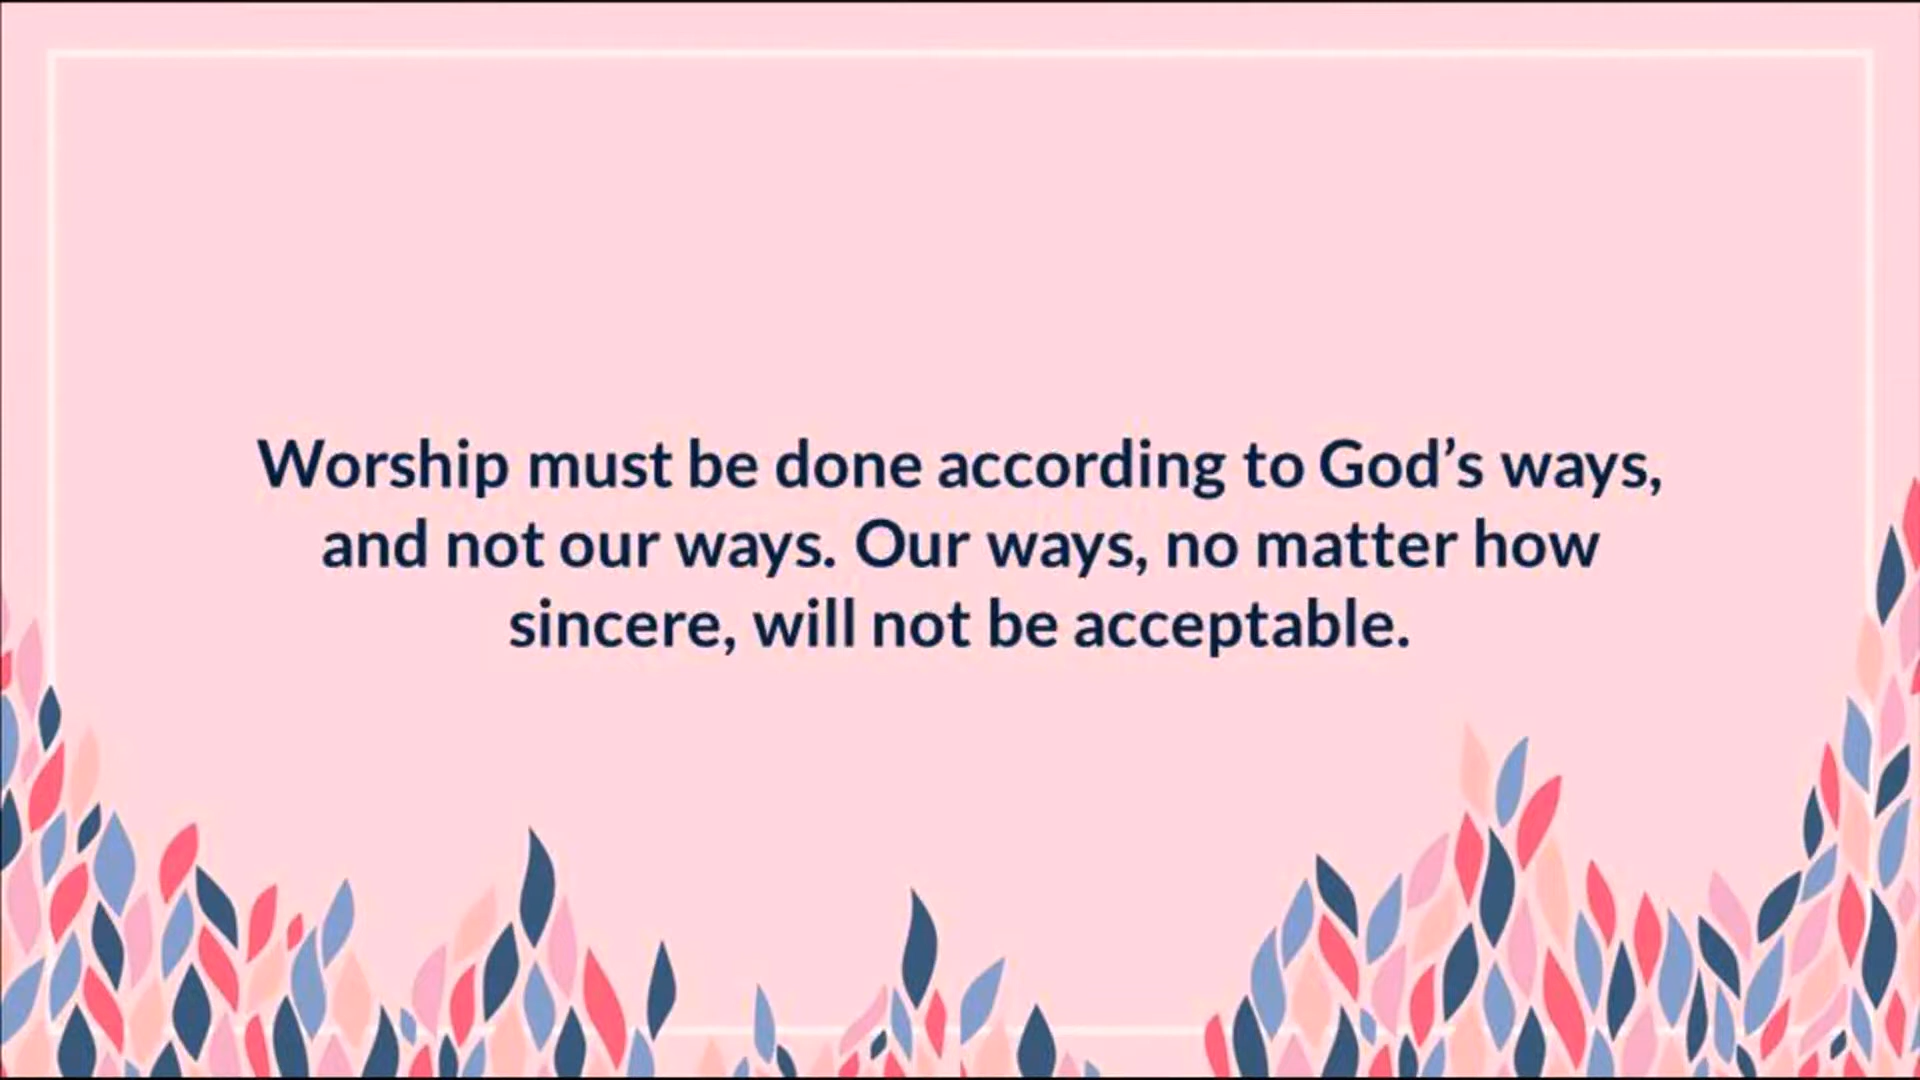 Worship must be done according to God’s ways,
and not our ways. Our ways, no matter how
sincere, will not be acceptable.